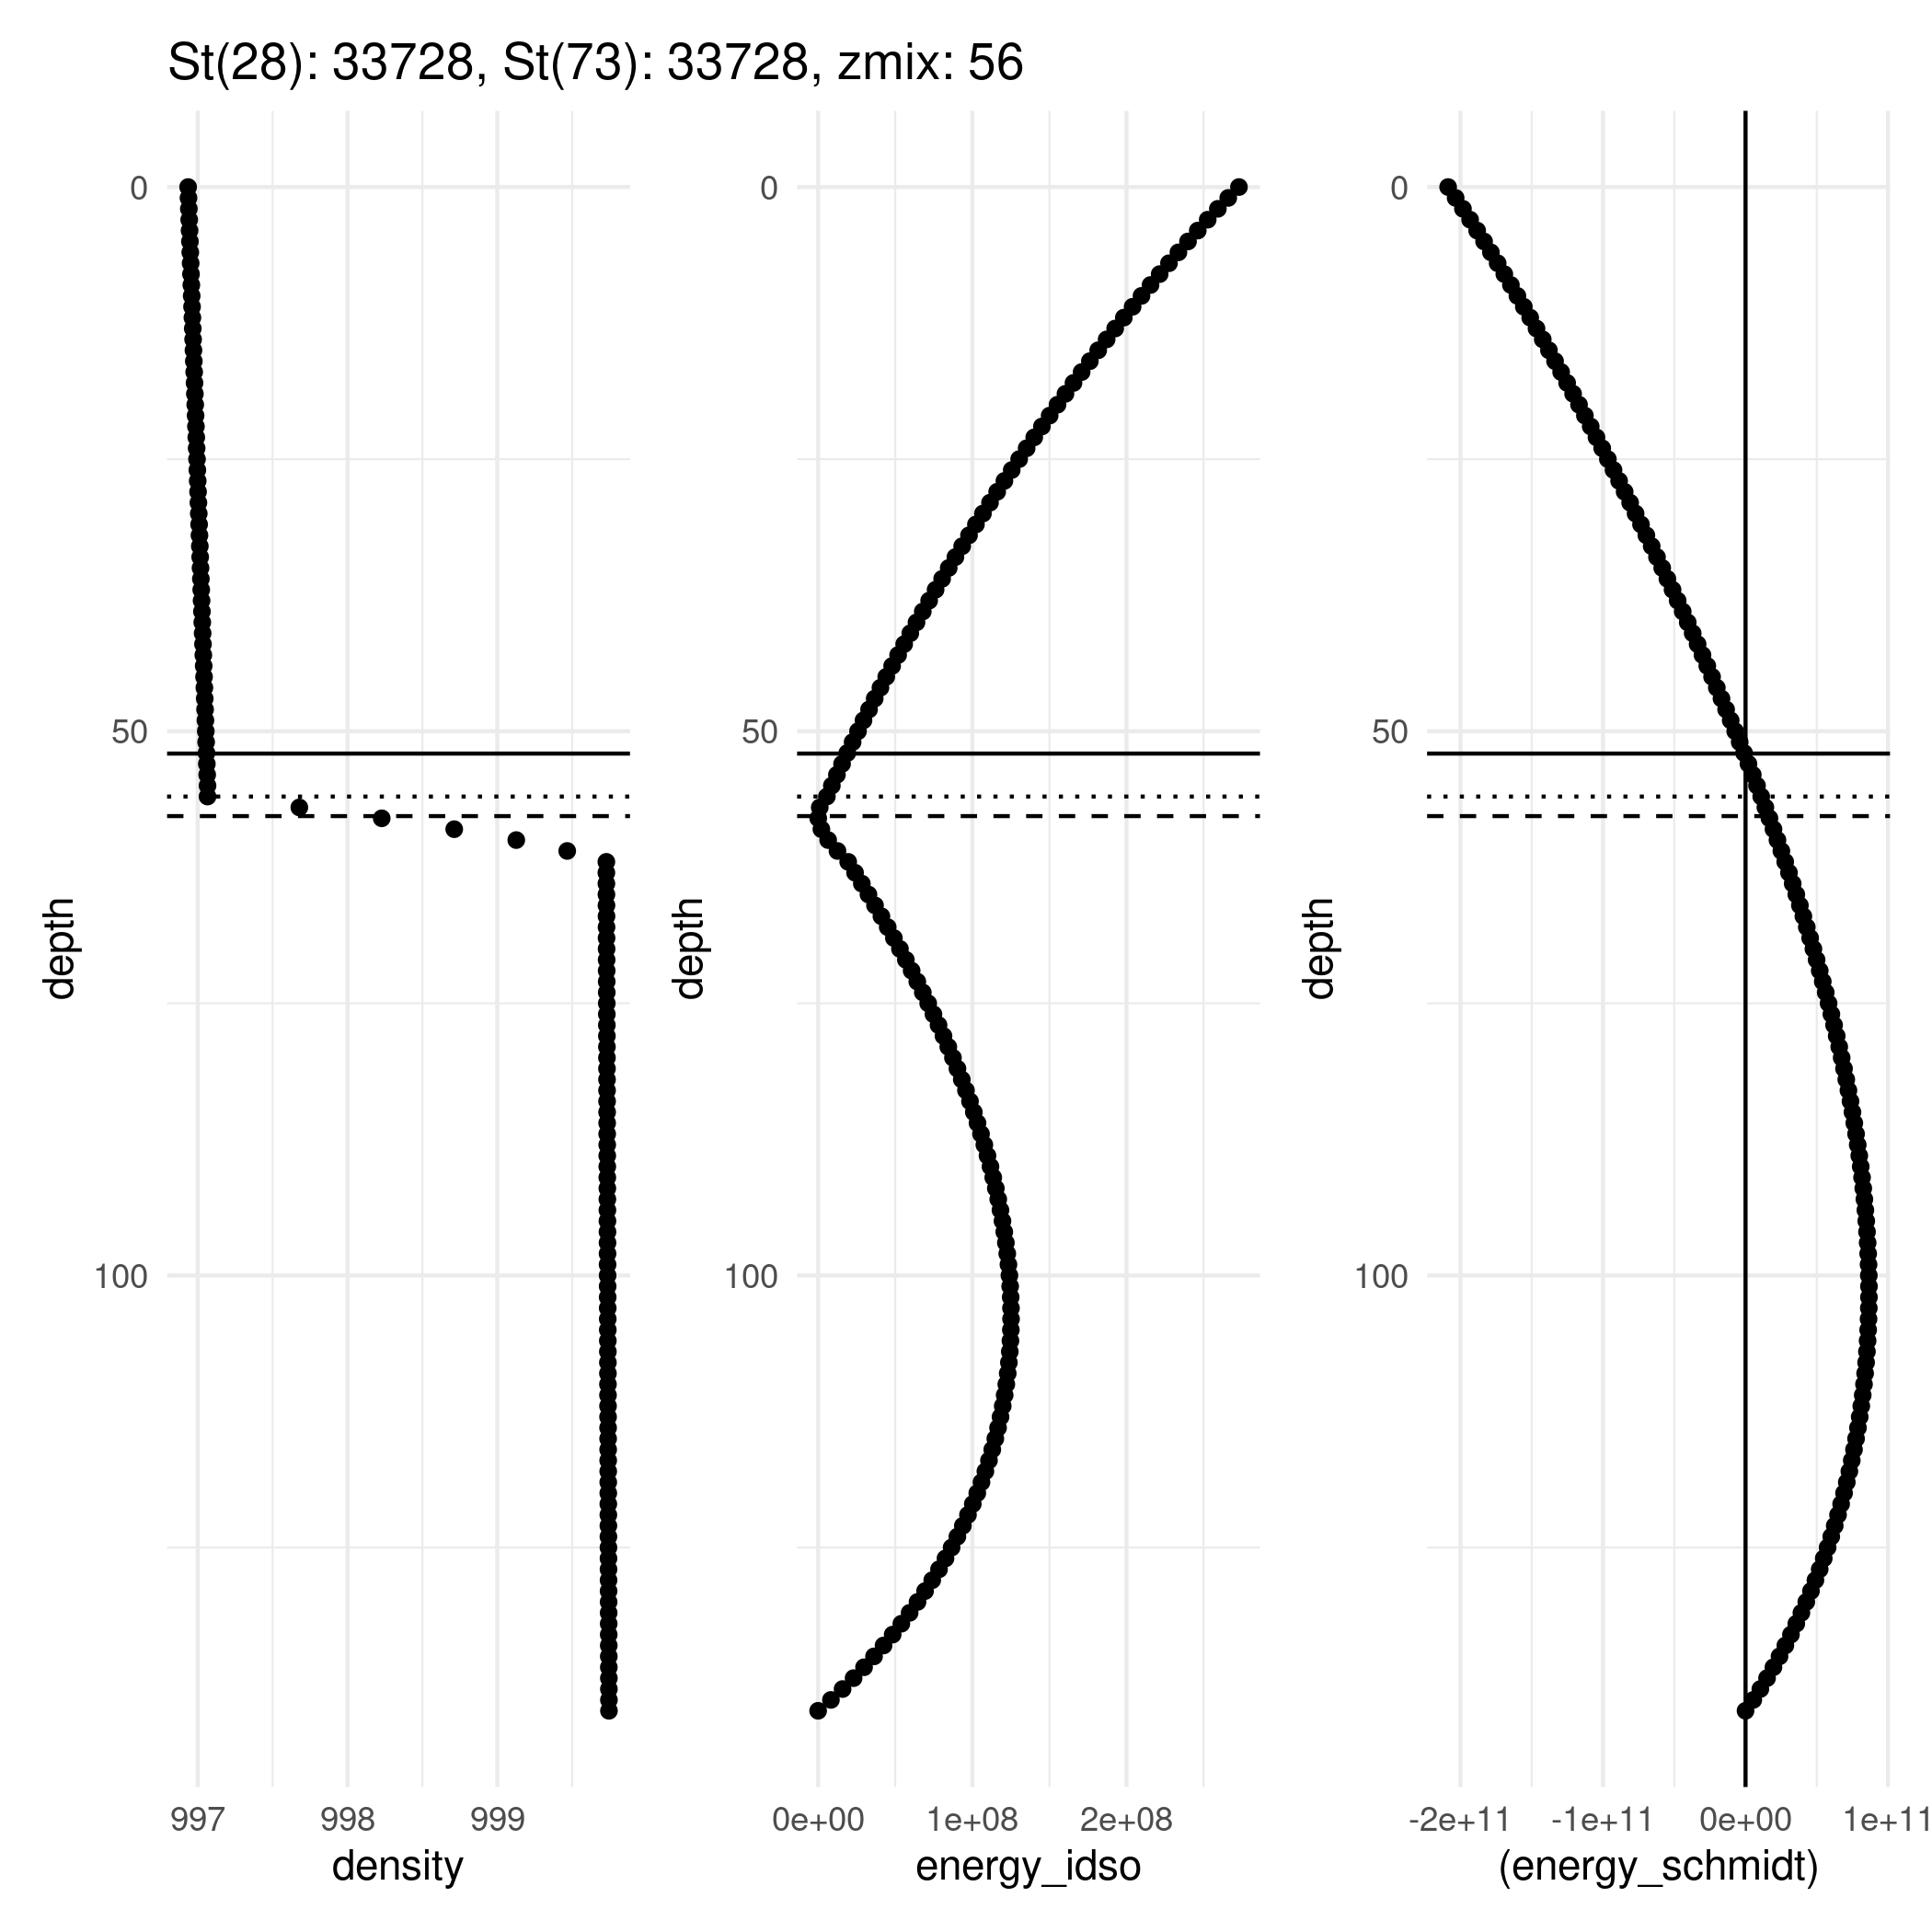 St(28): 33728, St(73): 33728, zmix: 56
0
50
100
depth
997
998
999
density
0
50
100
depth
0e+00
1e+08
2e+08
energy_idso
0
50
100
depth
-2e+11
-1e+11
0e+00
1e+11
(energy_schmidt)